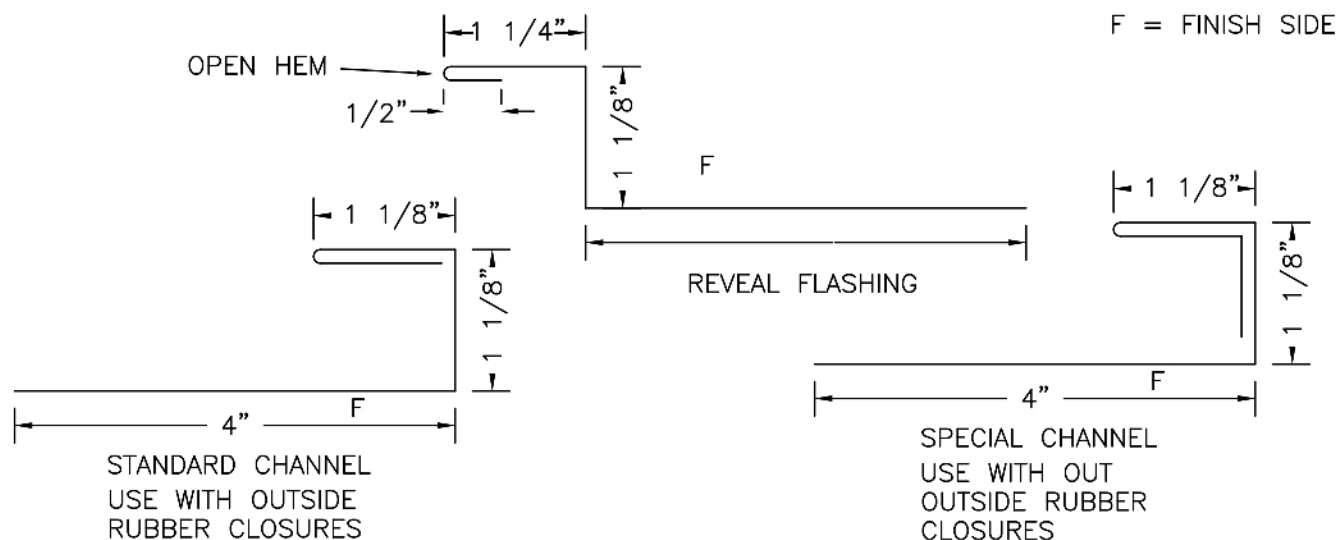 1 1/4”
F = FINISH SIDE
OPEN HEM
1/2”
1 1/8”
F
1 1/8”
1 1/8”
REVEAL FLASHING
1 1/8”
1 1/8”
F
4”
STANDARD CHANNEL
USE WITH OUTSIDE
RUBBER CLOSURES
F
4”
SPECIAL CHANNEL
USE WITH OUT
OUTSIDE RUBBER
CLOSURES